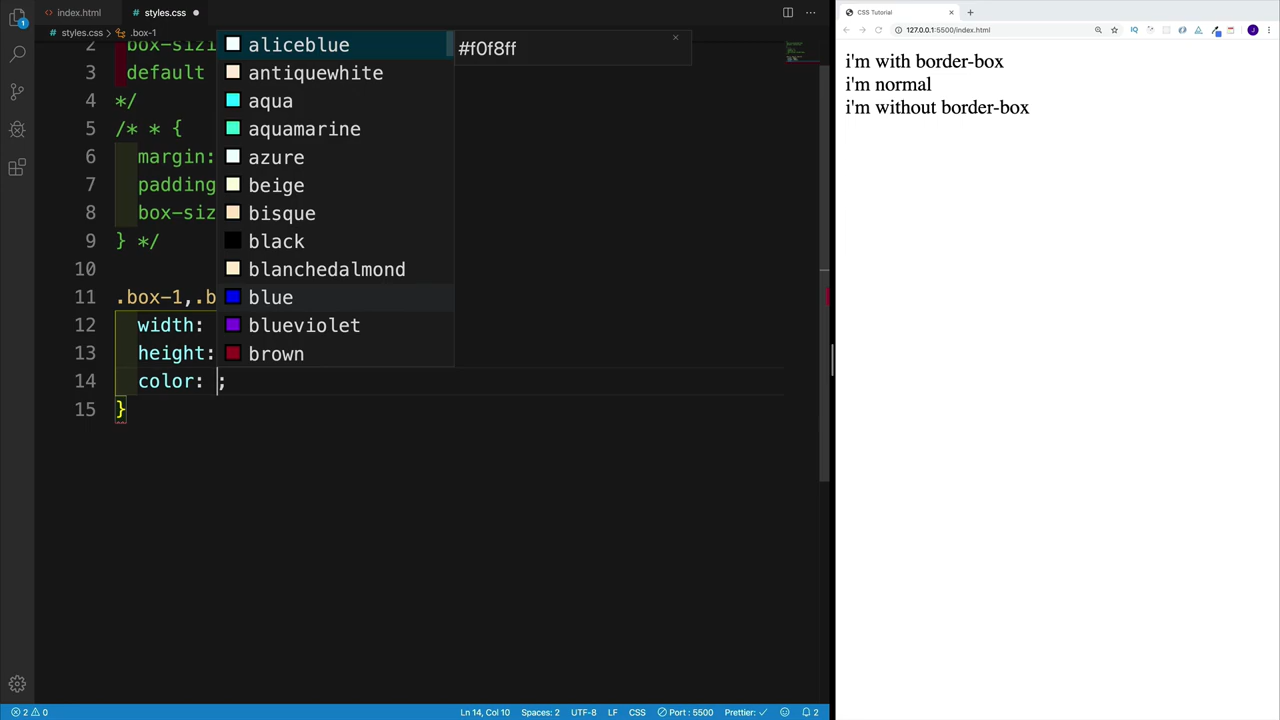 index.html
styles.css
styles.css > .box-1
2 box-sizi
3 default
4 */
5 /* * {
6 margin:
7 padding
8 box-siz
9 } */
10
11 .box-1,.b
12 width:
13 height:
14 color: ;
15 }
aliceblue
#f0f8ff
antiquewhite
aqua
aquamarine
azure
beige
bisque
black
blanchedalmond
blue
blueviolet
brown
2 0
Ln 14, Col 10
Spaces: 2
UTF-8
LF
CSS
Port : 5500
Prettier: ✓
2
CSS Tutorial
127.0.0.1:5500/index.html
i'm with border-box
i'm normal
i'm without border-box